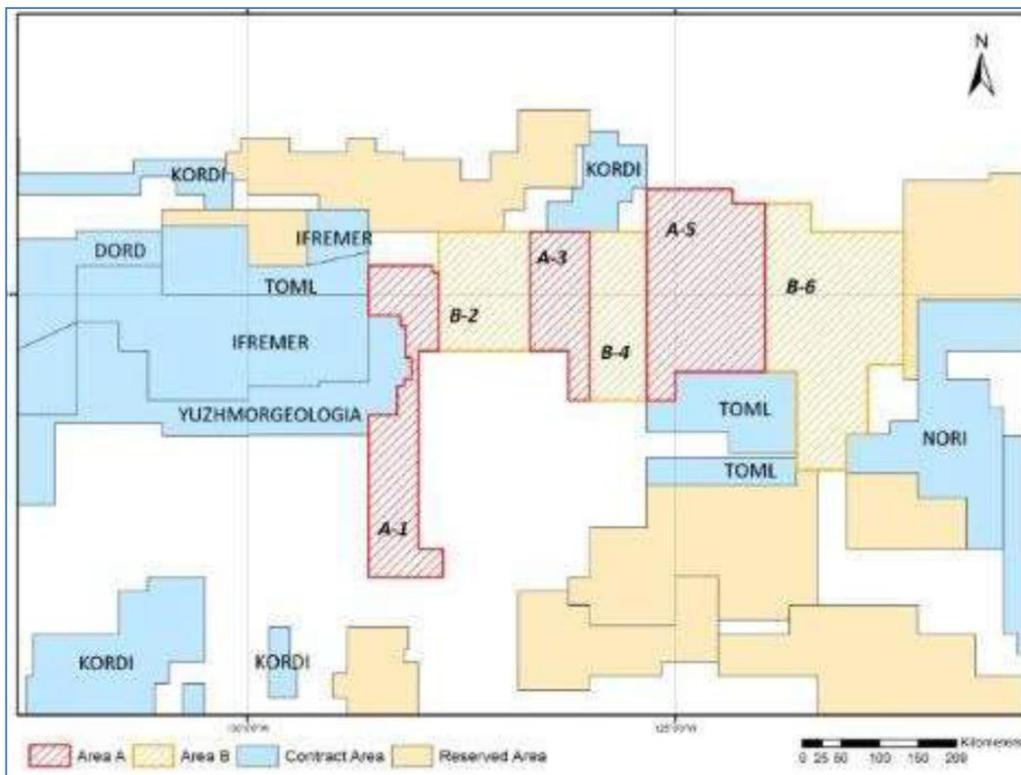 N
KORDI
KORDI
DORD
IFREMER
A-5
A-3
TOML
B-6
B-2
IFREMER
B-4
YUZHMORGEOLOGIA
TOML
NORI
TOML
A-1
KORDI
KORDI
Area A
Area B
Contract Area
Reserved Area
Kilometers
0 25 50 100 150 200